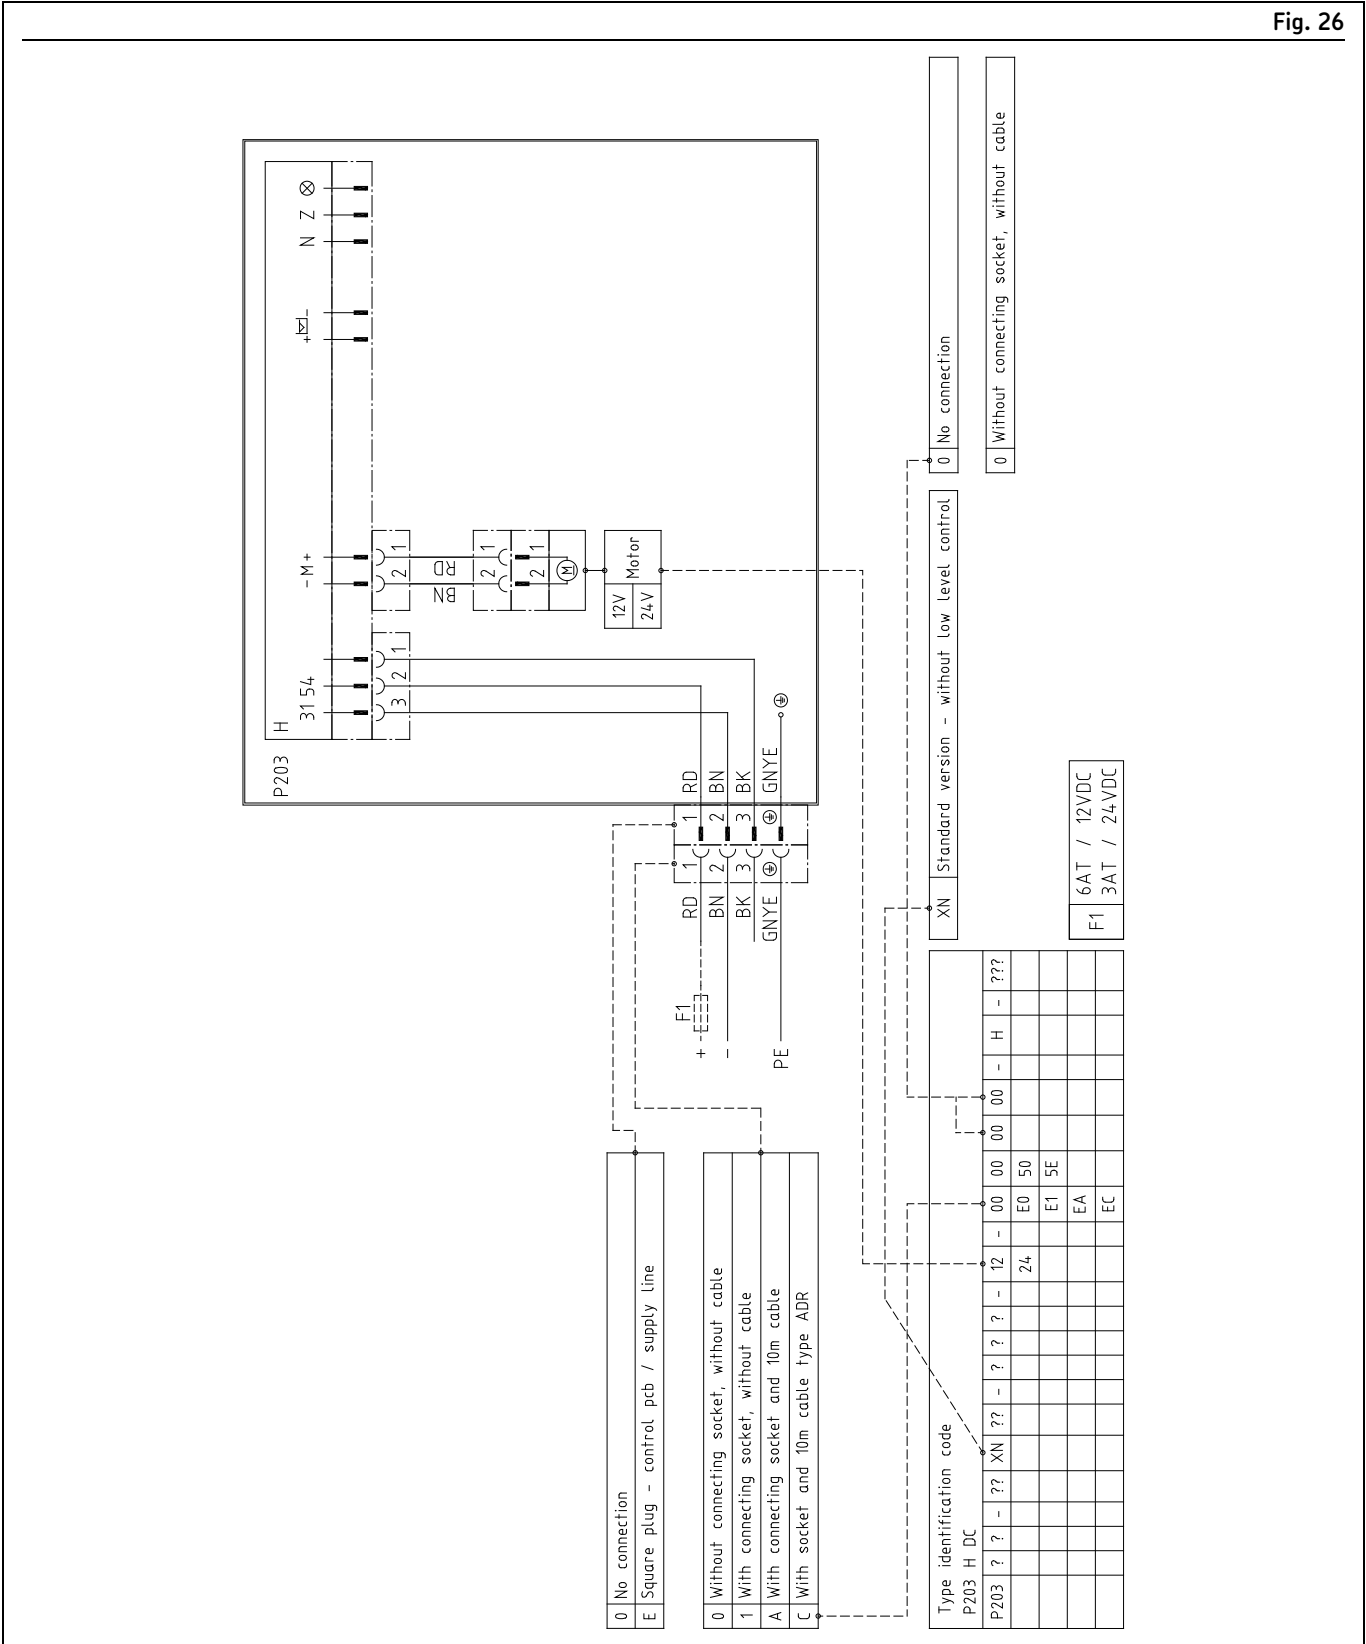 Fig. 26
P203
H
31 54
- M +
+ -
N Z
3 2 1
2 1
BN RD
2 1
2 1
M
12V
24V
Motor
1 RD
2 BN
3 BK
GNYE
RD 1
BN 2
BK 3
GNYE
F1
+
-
PE
0 No connection
E Square plug - control pcb / supply line
0 Without connecting socket, without cable
1 With connecting socket, without cable
A With connecting socket and 10m cable
C With socket and 10m cable type ADR
Type identification code
P203 H DC
P203 ? ? - ?? XN ?? - ? ? ? - 12 - 00 00 00 00 - H - ???
24 E0 50
E1 5E
EA
EC
XN Standard version - without low level control
0 No connection
0 Without connecting socket, without cable
F1 6AT / 12VDC
3AT / 24VDC